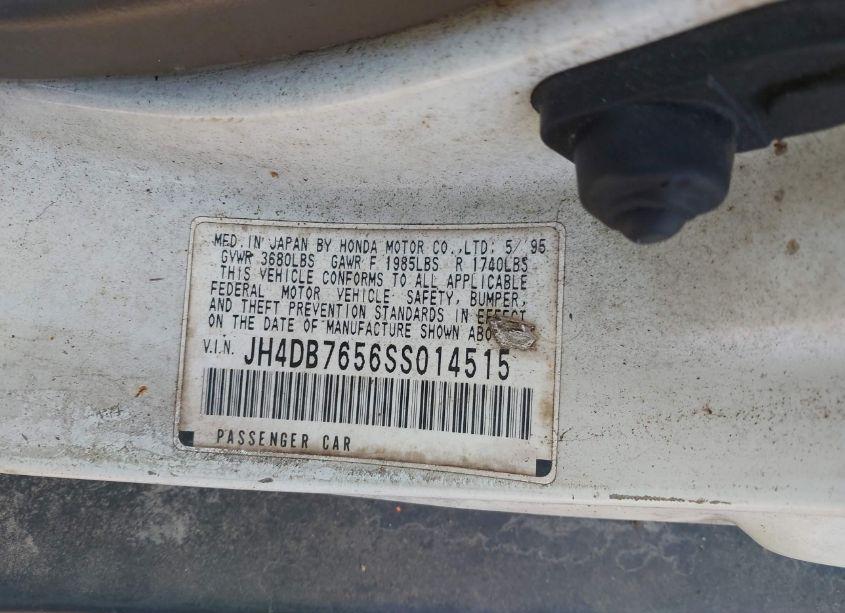 MFD. IN JAPAN BY HONDA MOTOR CO.,LTD. 5/ 95
GVWR 3680LBS GAWR F 1985LBS R 1740LBS
THIS VEHICLE CONFORMS TO ALL APPLICABLE
FEDERAL MOTOR VEHICLE SAFETY, BUMPER,
AND THEFT PREVENTION STANDARDS IN EFFECT
ON THE DATE OF MANUFACTURE SHOWN
V.I.N. JH4DB7656SS014515
PASSENGER CAR